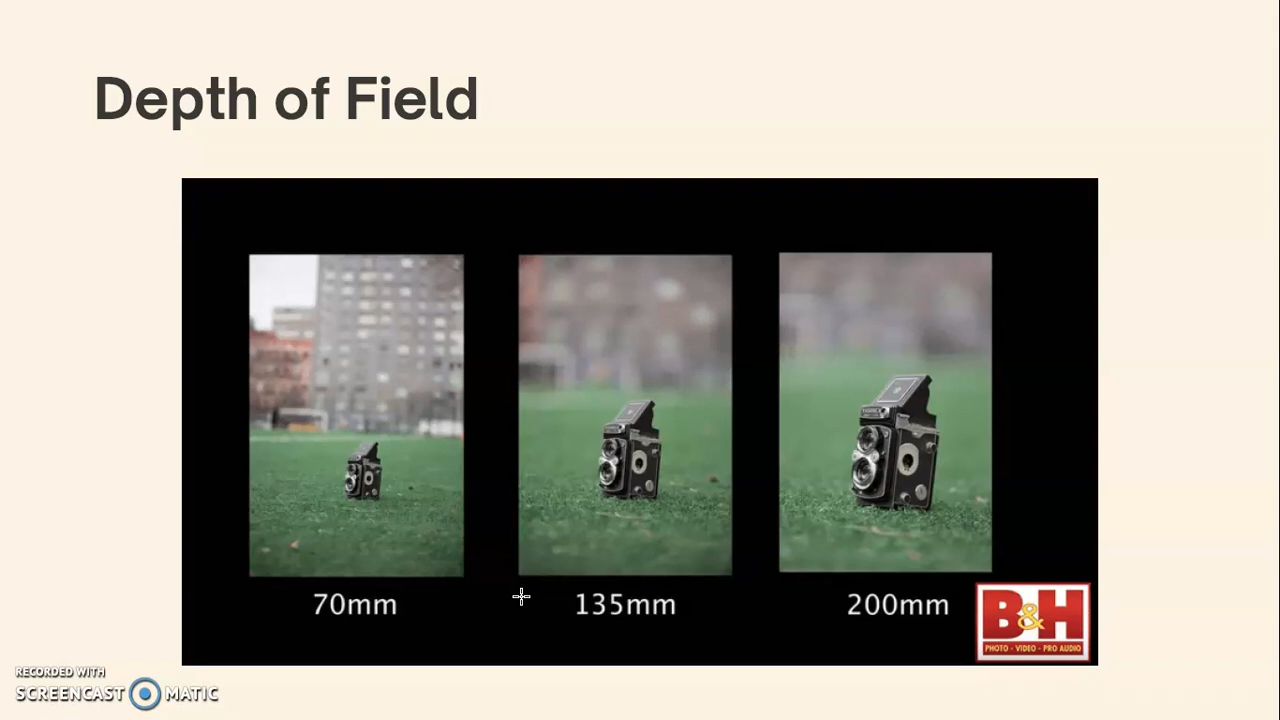 Depth of Field
70mm
135mm
200mm
B&H
PHOTO - VIDEO - PRO AUDIO
RECORDED WITH
SCREENCAST MATIC